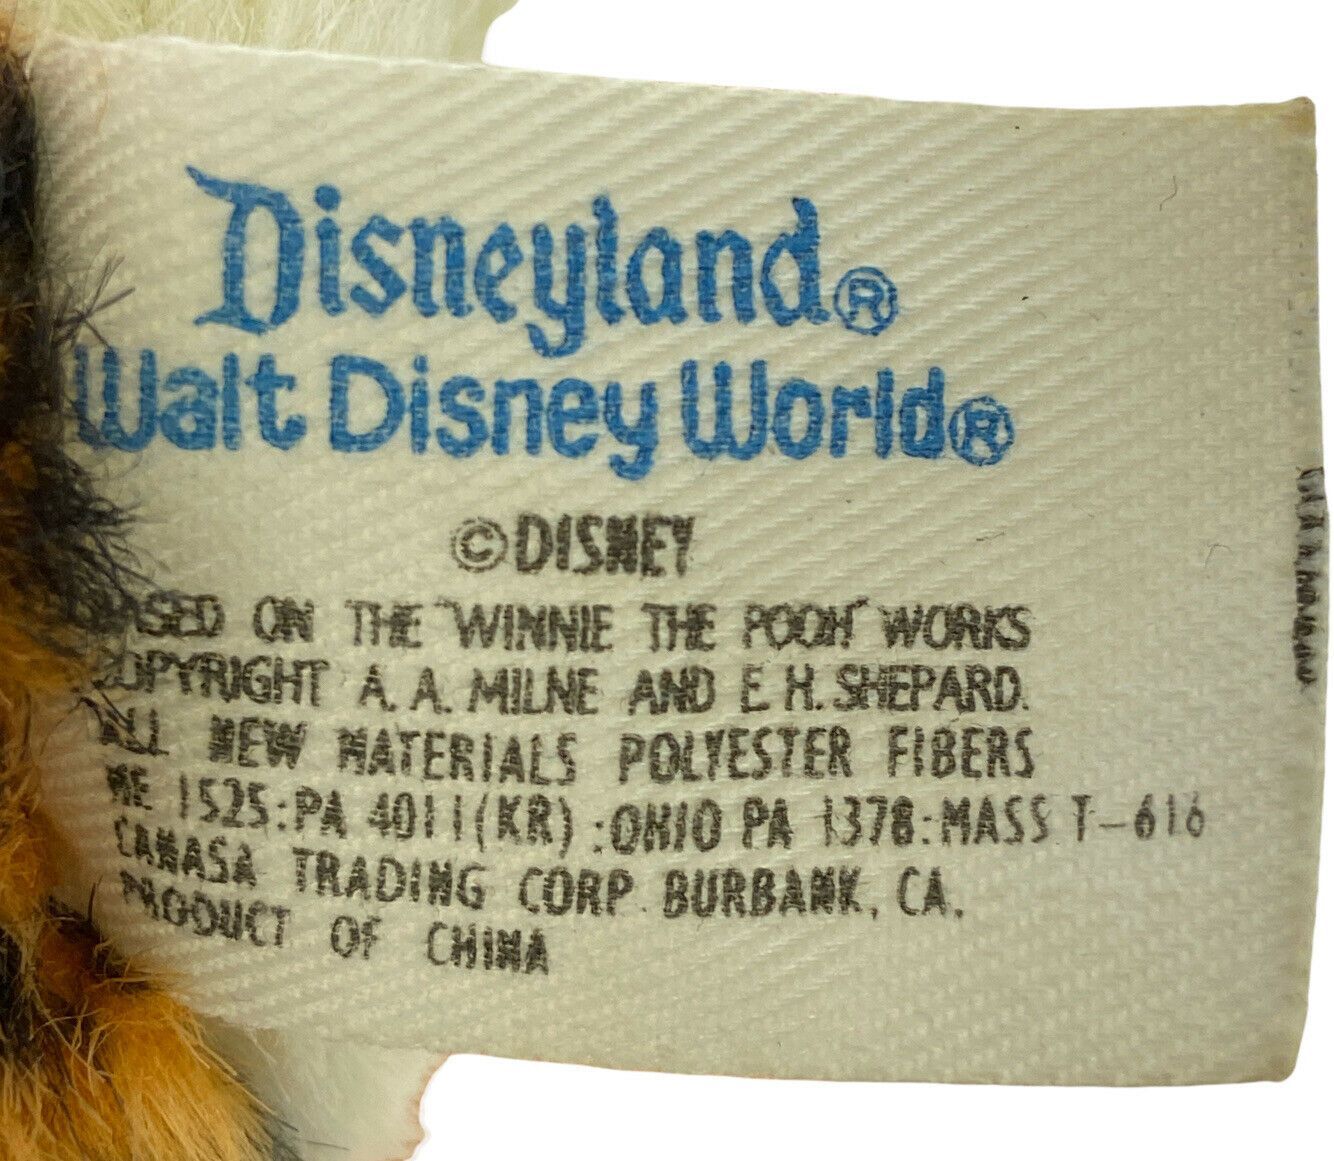 Disneyland®
Walt Disney World®
©DISNEY
BASED ON THE "WINNIE THE POOH" WORKS
COPYRIGHT A. A. MILNE AND E. H. SHEPARD.
ALL NEW MATERIALS POLYESTER FIBERS
ME 1525:PA 4011(KR) :OHIO PA 1378:MASS T-616
CANASA TRADING CORP. BURBANK, CA.
PRODUCT OF CHINA